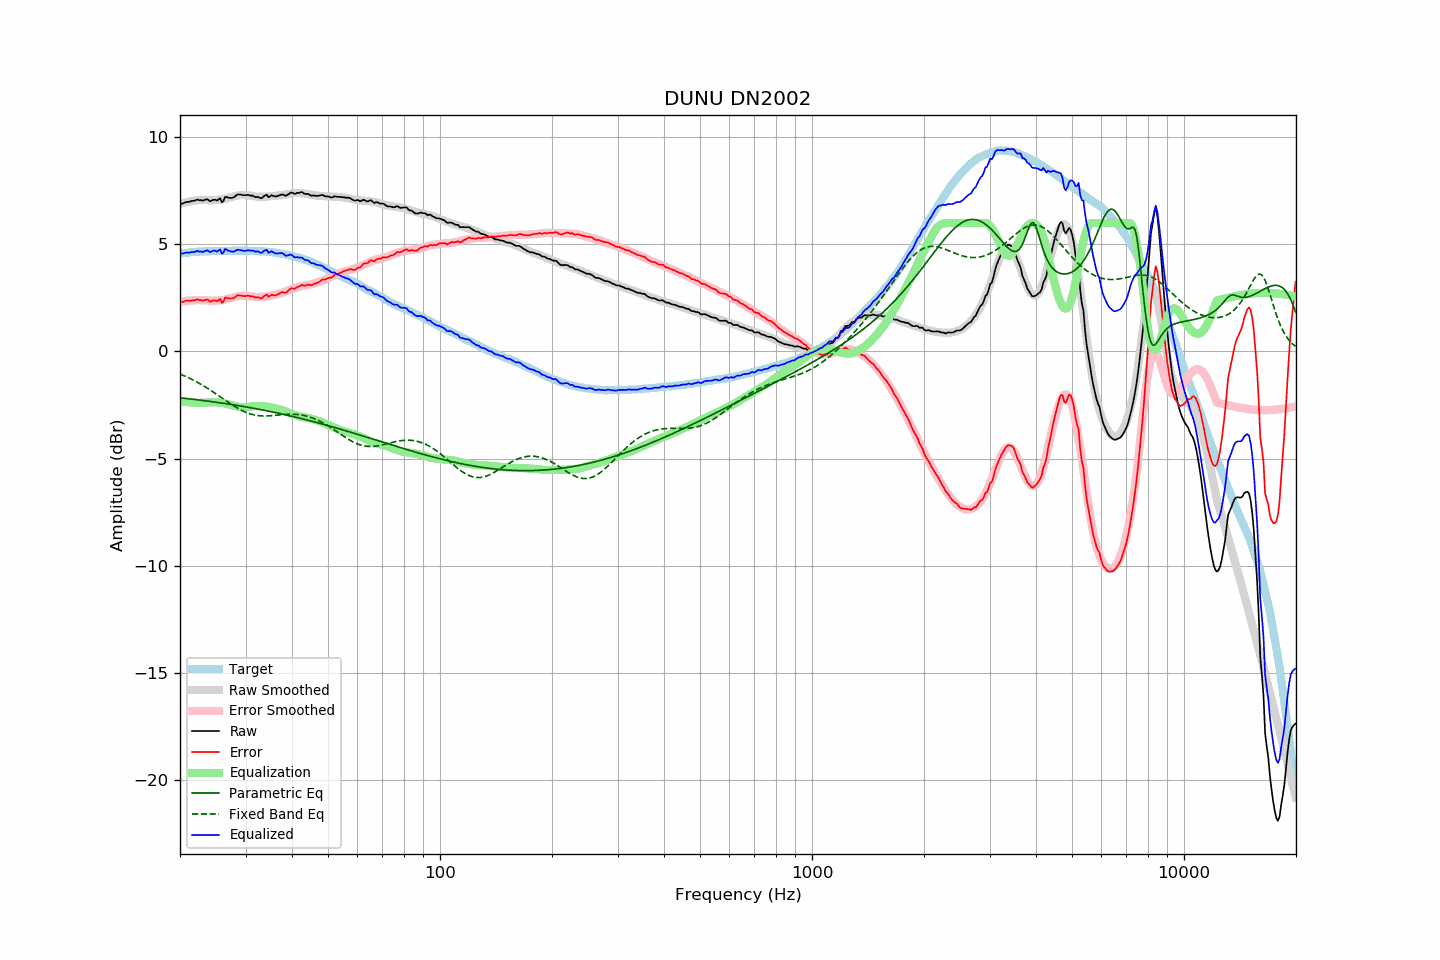 DUNU DN2002
Amplitude (dBr)
10
5
0
−5
−10
−15
−20
Target
Raw Smoothed
Error Smoothed
Raw
Error
Equalization
Parametric Eq
Fixed Band Eq
Equalized
100
1000
10000
Frequency (Hz)